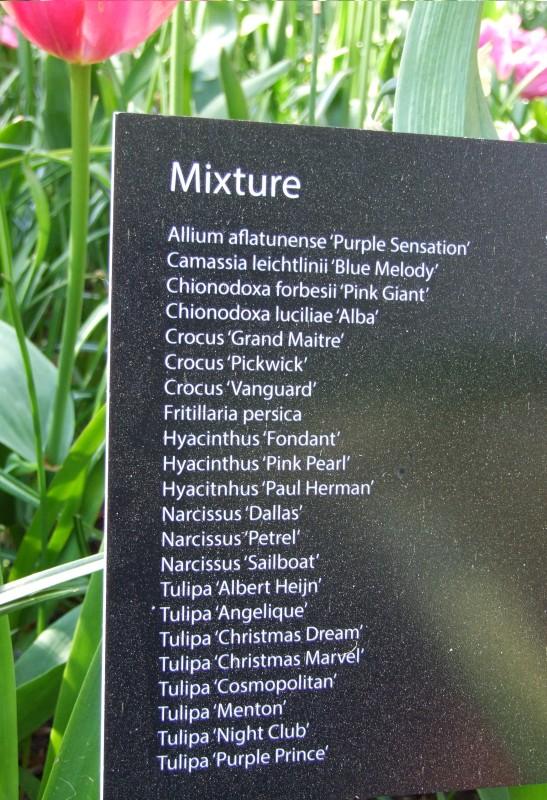 Mixture
Allium aflatunense 'Purple Sensation'
Camassia leichtlinii 'Blue Melody'
Chionodoxa forbesii 'Pink Giant'
Chionodoxa luciliae 'Alba'
Crocus 'Grand Maitre'
Crocus 'Pickwick'
Crocus 'Vanguard'
Fritillaria persica
Hyacinthus 'Fondant'
Hyacinthus 'Pink Pearl'
Hyacitnhus 'Paul Herman'
Narcissus 'Dallas'
Narcissus 'Petrel'
Narcissus 'Sailboat'
Tulipa 'Albert Heijn'
Tulipa 'Angelique'
Tulipa 'Christmas Dream'
Tulipa 'Christmas Marvel'
Tulipa 'Cosmopolitan'
Tulipa 'Menton'
Tulipa 'Night Club'
Tulipa 'Purple Prince'